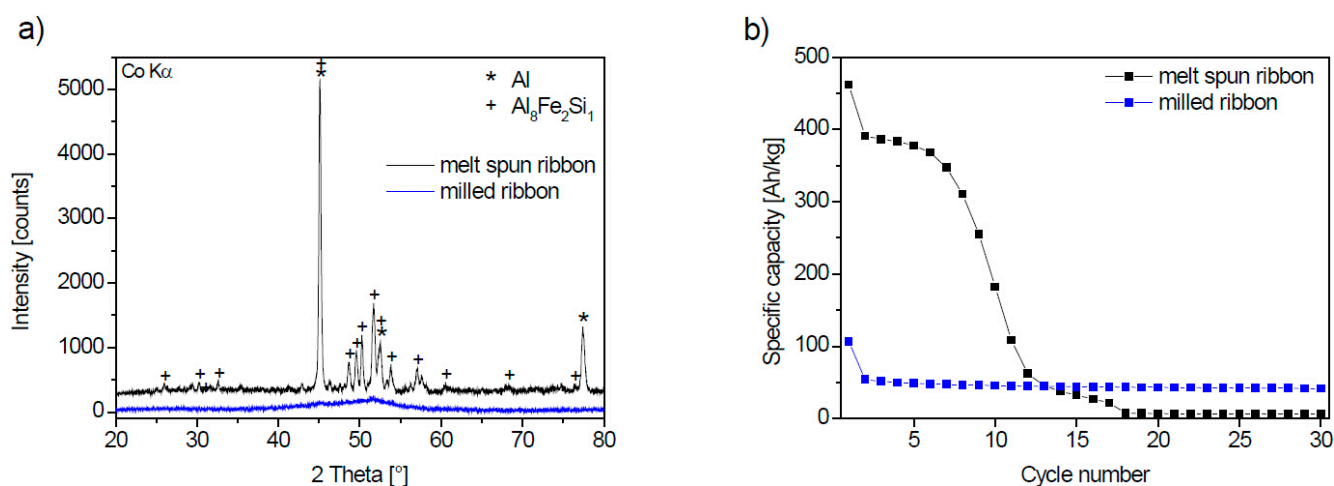 a)
Co Kα
* Al
+ Al₈Fe₂Si₁
melt spun ribbon
milled ribbon
5000
4000
3000
2000
1000
0
Intensity [counts]
20 30 40 50 60 70 80
2 Theta [°]
b)
melt spun ribbon
milled ribbon
500
400
300
200
100
0
Specific capacity [Ah/kg]
5 10 15 20 25 30
Cycle number